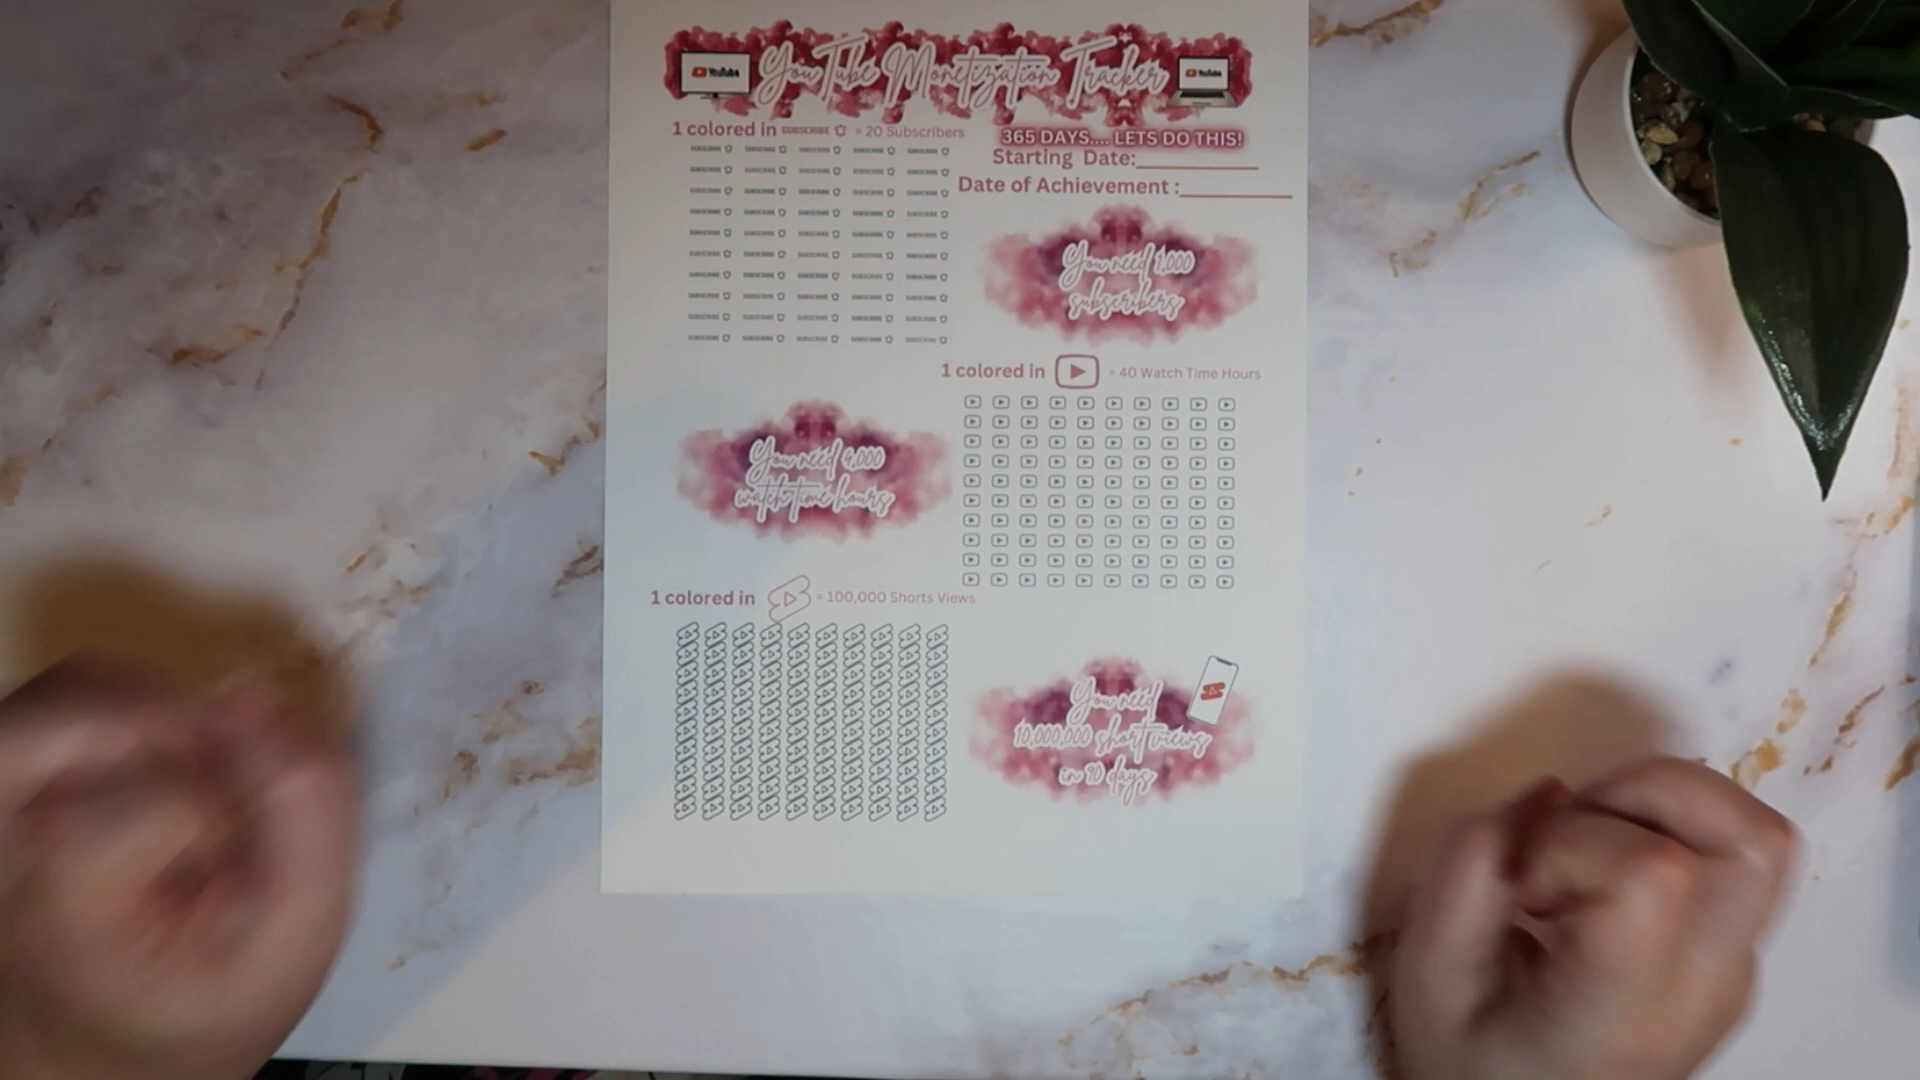 YouTube
YouTube Monetization Tracker
YouTube
1 colored in SUBSCRIBE = 20 Subscribers
365 DAYS.... LETS DO THIS!
Starting Date:__________
Date of Achievement :__________
You need 1,000
subscribers
1 colored in = 40 Watch Time Hours
You need 4,000
watch time hours
1 colored in = 100,000 Shorts Views
You need
10,000,000 short views
in 90 days